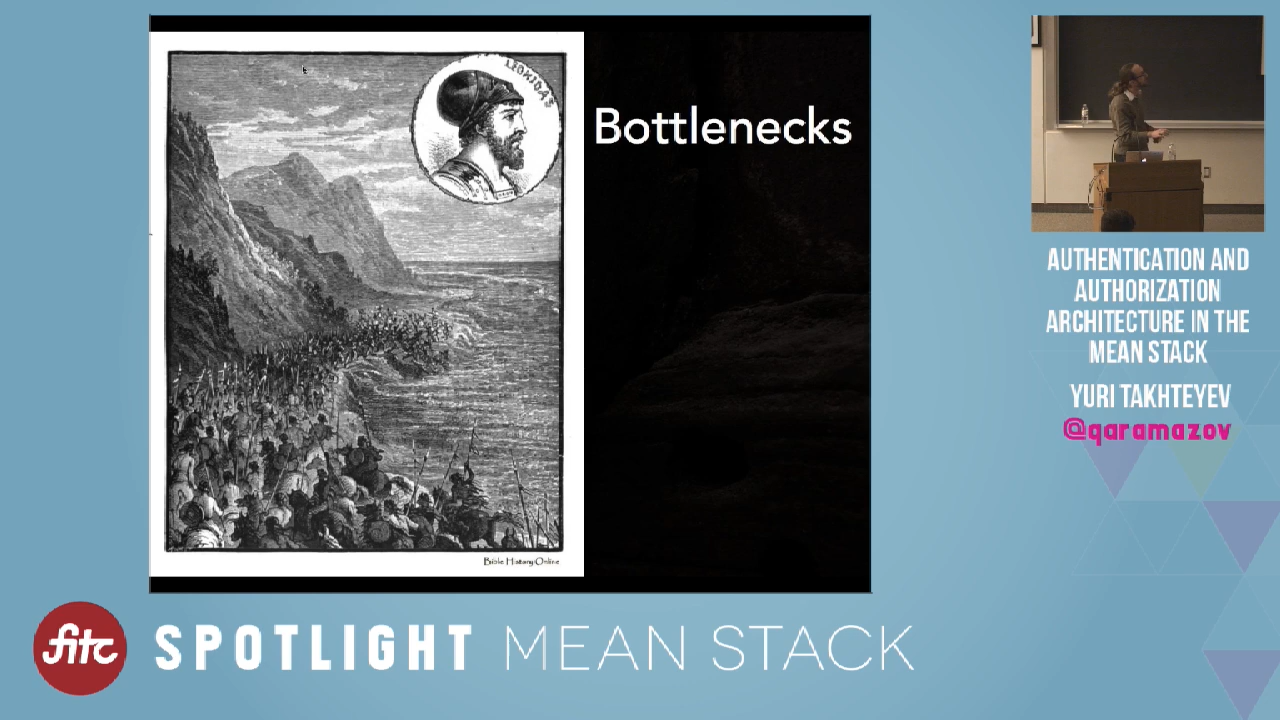 LEONIDAS
Bottlenecks
Bible History Online
AUTHENTICATION AND
AUTHORIZATION
ARCHITECTURE IN THE
MEAN STACK
YURI TAKHTEYEV
@qaramazov
fitc
SPOTLIGHT MEAN STACK